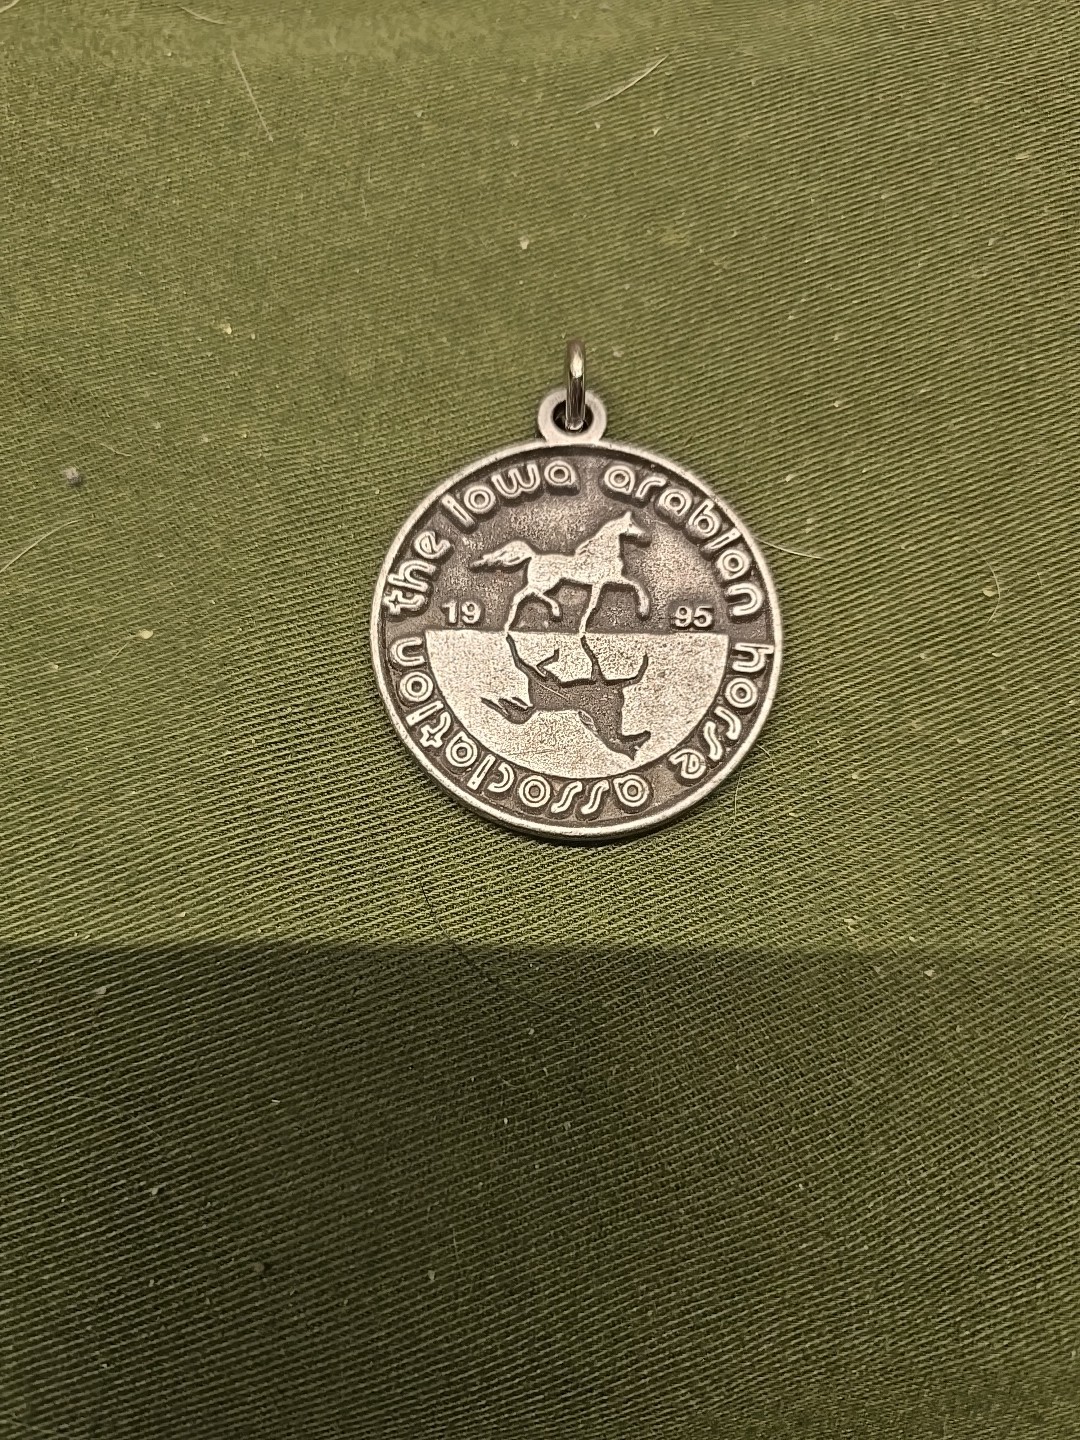 the iowa arabian horse association
19 95